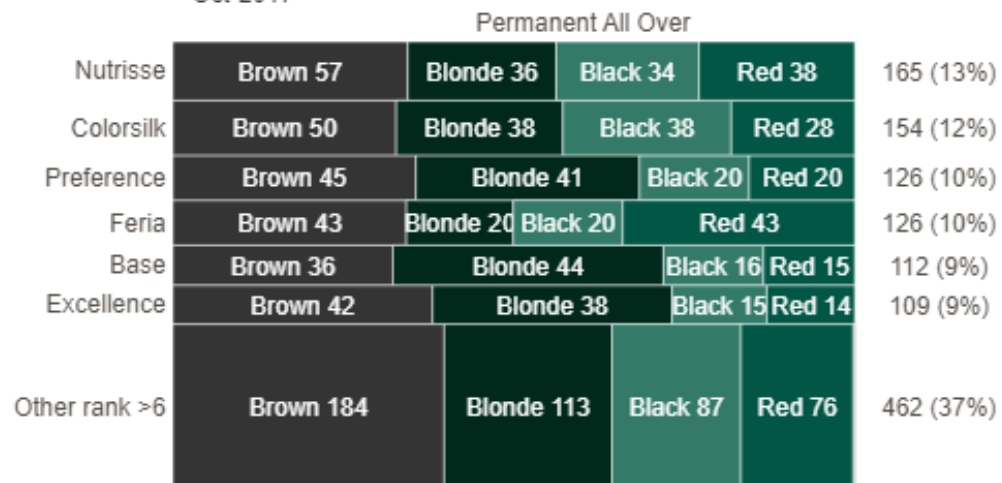 Permanent All Over
Nutrisse Brown 57 Blonde 36 Black 34 Red 38 165 (13%)
Colorsilk Brown 50 Blonde 38 Black 38 Red 28 154 (12%)
Preference Brown 45 Blonde 41 Black 20 Red 20 126 (10%)
Feria Brown 43 Blonde 20 Black 20 Red 43 126 (10%)
Base Brown 36 Blonde 44 Black 16 Red 15 112 (9%)
Excellence Brown 42 Blonde 38 Black 15 Red 14 109 (9%)
Other rank >6 Brown 184 Blonde 113 Black 87 Red 76 462 (37%)